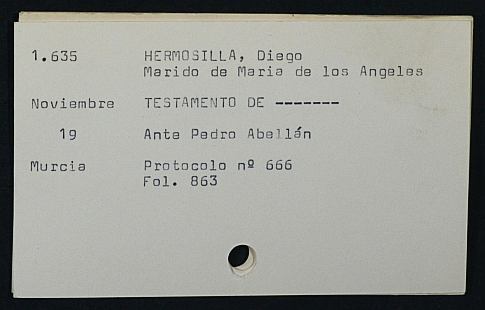 1.635 HERMOSILLA, Diego
Marido de Maria de los Angeles
Noviembre TESTAMENTO DE -------
19 Ante Pedro Abellán
Murcia Protocolo nº 666
Fol. 863